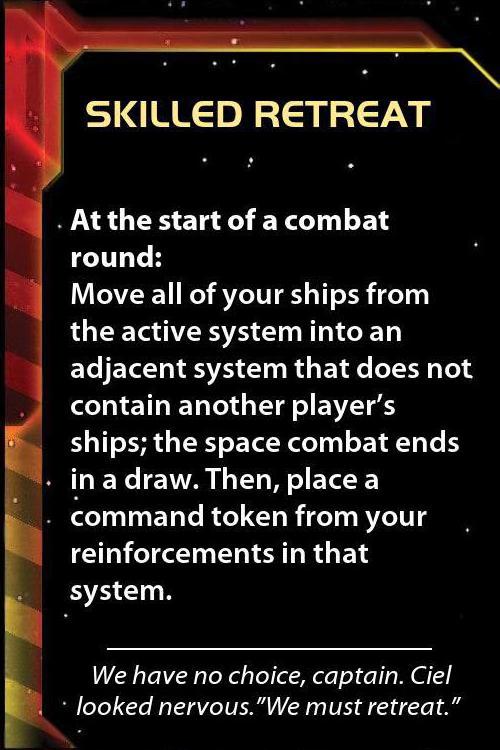 SKILLED RETREAT
At the start of a combat
round:
Move all of your ships from
the active system into an
adjacent system that does not
contain another player’s
ships; the space combat ends
in a draw. Then, place a
command token from your
reinforcements in that
system.
We have no choice, captain. Ciel
looked nervous.”We must retreat.”